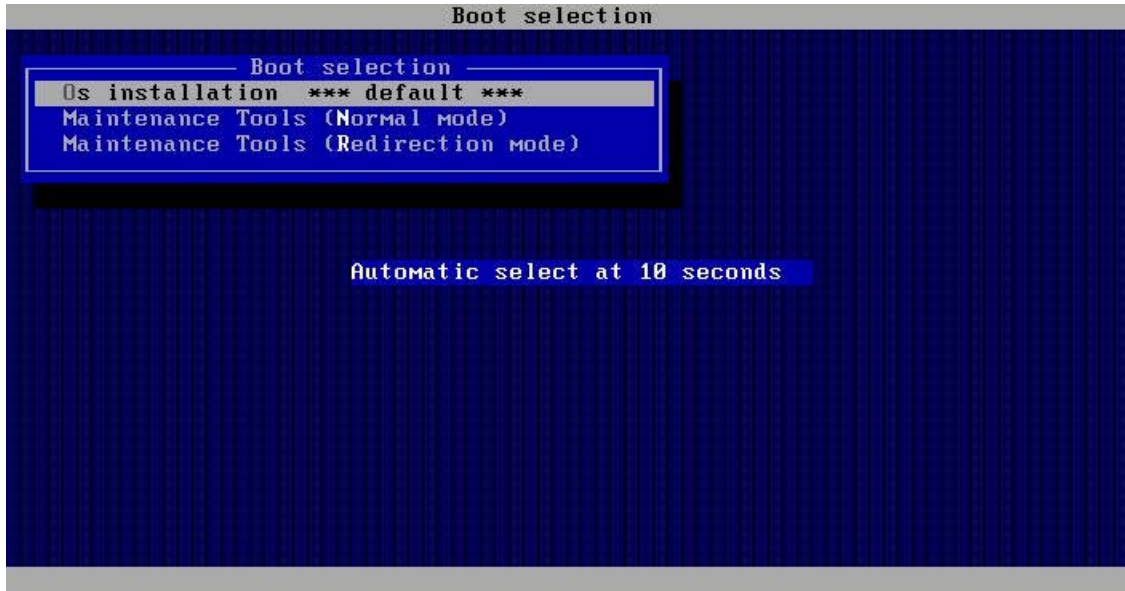 Boot selection
Boot selection
Os installation *** default ***
Maintenance Tools (Normal mode)
Maintenance Tools (Redirection mode)
Automatic select at 10 seconds